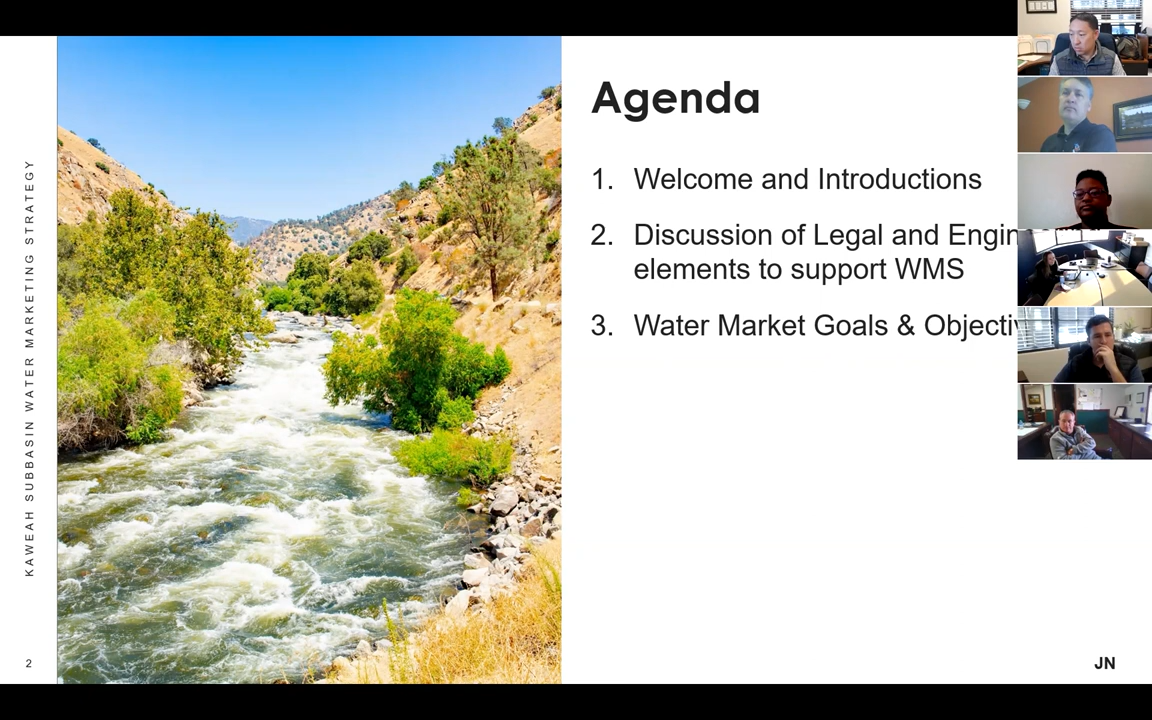 KAWEAH SUBBASIN WATER MARKETING STRATEGY
Agenda
1. Welcome and Introductions
2. Discussion of Legal and Engin
elements to support WMS
3. Water Market Goals & Objectiv
2
JN